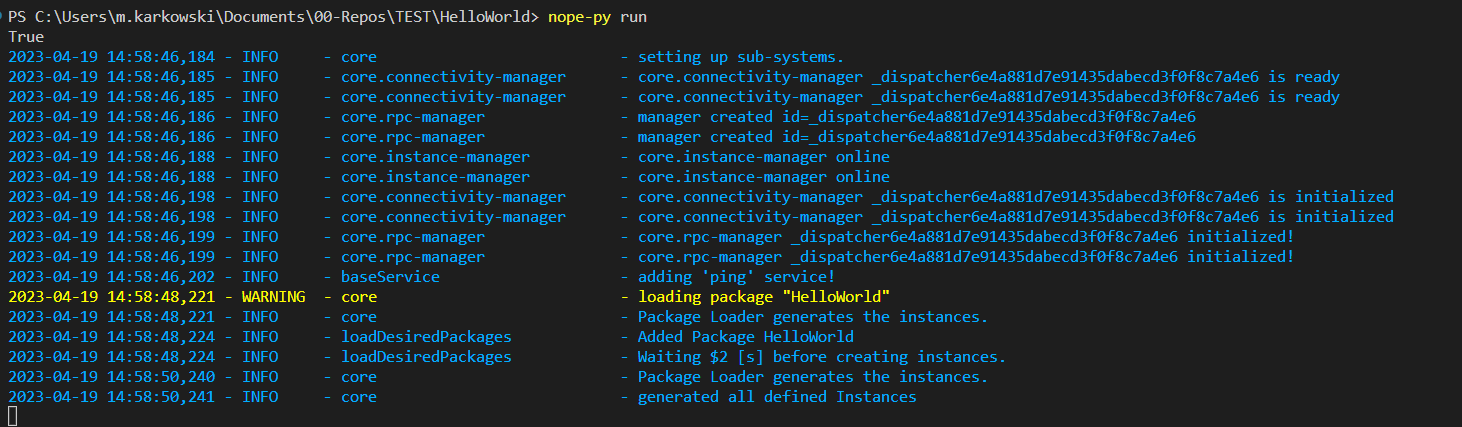 PS C:\Users\m.karkowski\Documents\00-Repos\TEST\HelloWorld> nope-py run
True
2023-04-19 14:58:46,184 - INFO     - core                           - setting up sub-systems.
2023-04-19 14:58:46,185 - INFO     - core.connectivity-manager      - core.connectivity-manager _dispatcher6e4a881d7e91435dabecd3f0f8c7a4e6 is ready
2023-04-19 14:58:46,185 - INFO     - core.connectivity-manager      - core.connectivity-manager _dispatcher6e4a881d7e91435dabecd3f0f8c7a4e6 is ready
2023-04-19 14:58:46,186 - INFO     - core.rpc-manager               - manager created id=_dispatcher6e4a881d7e91435dabecd3f0f8c7a4e6
2023-04-19 14:58:46,186 - INFO     - core.rpc-manager               - manager created id=_dispatcher6e4a881d7e91435dabecd3f0f8c7a4e6
2023-04-19 14:58:46,188 - INFO     - core.instance-manager          - core.instance-manager online
2023-04-19 14:58:46,188 - INFO     - core.instance-manager          - core.instance-manager online
2023-04-19 14:58:46,198 - INFO     - core.connectivity-manager      - core.connectivity-manager _dispatcher6e4a881d7e91435dabecd3f0f8c7a4e6 is initialized
2023-04-19 14:58:46,198 - INFO     - core.connectivity-manager      - core.connectivity-manager _dispatcher6e4a881d7e91435dabecd3f0f8c7a4e6 is initialized
2023-04-19 14:58:46,199 - INFO     - core.rpc-manager               - core.rpc-manager _dispatcher6e4a881d7e91435dabecd3f0f8c7a4e6 initialized!
2023-04-19 14:58:46,199 - INFO     - core.rpc-manager               - core.rpc-manager _dispatcher6e4a881d7e91435dabecd3f0f8c7a4e6 initialized!
2023-04-19 14:58:46,202 - INFO     - baseService                    - adding 'ping' service!
2023-04-19 14:58:48,221 - WARNING  - core                           - loading package "HelloWorld"
2023-04-19 14:58:48,221 - INFO     - core                           - Package Loader generates the instances.
2023-04-19 14:58:48,224 - INFO     - loadDesiredPackages            - Added Package HelloWorld
2023-04-19 14:58:48,224 - INFO     - loadDesiredPackages            - Waiting $2 [s] before creating instances.
2023-04-19 14:58:50,240 - INFO     - core                           - Package Loader generates the instances.
2023-04-19 14:58:50,241 - INFO     - core                           - generated all defined Instances